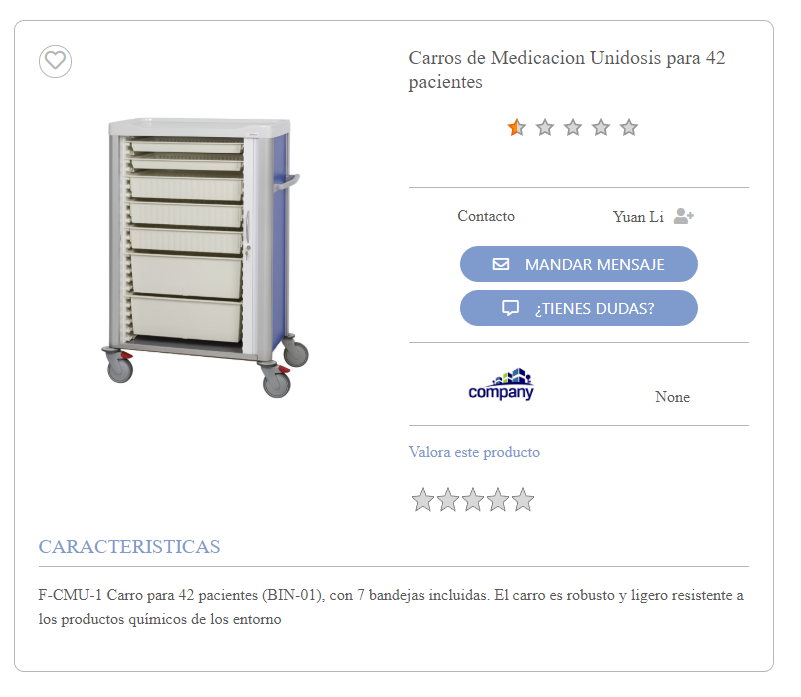 Carros de Medicacion Unidosis para 42
pacientes
Contacto
Yuan Li
MANDAR MENSAJE
¿TIENES DUDAS?
company
None
Valora este producto
CARACTERISTICAS
F-CMU-1 Carro para 42 pacientes (BIN-01), con 7 bandejas incluidas. El carro es robusto y ligero resistente a
los productos químicos de los entorno